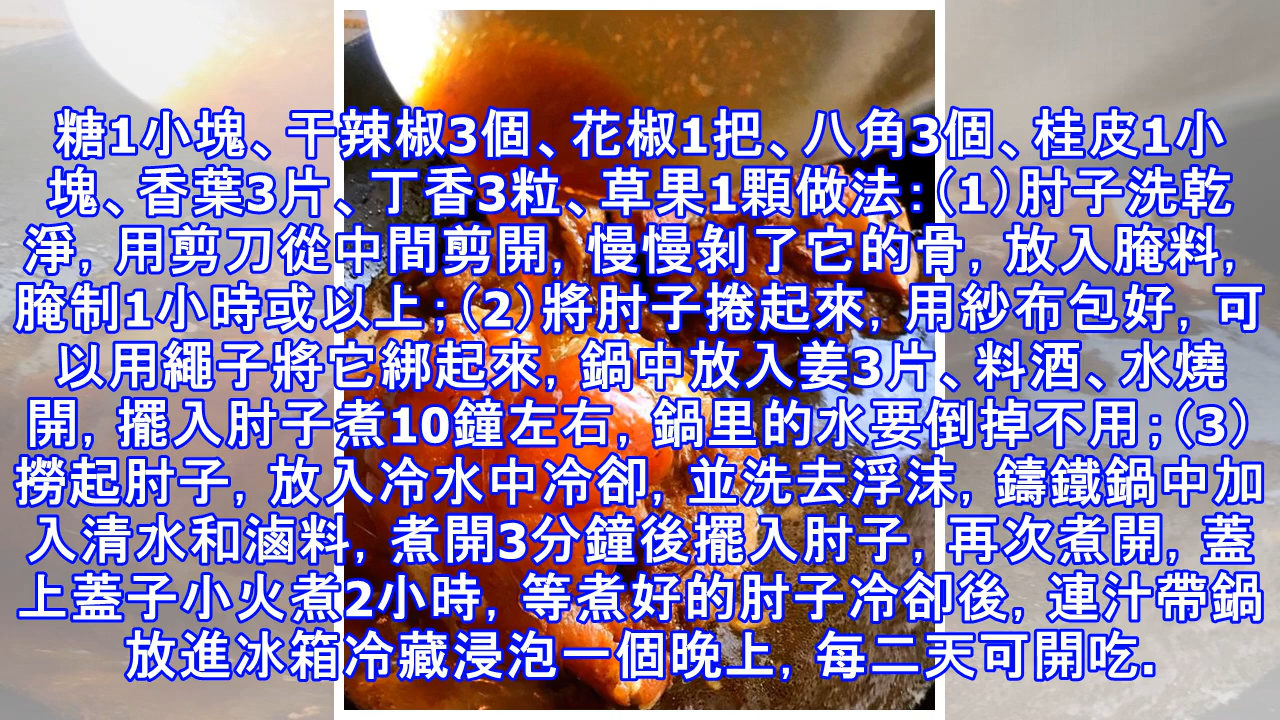 糖1小塊、干辣椒3個、花椒1把、八角3個、桂皮1小
塊、香葉3片、丁香3粒、草果1顆做法:(1)肘子洗乾
淨, 用剪刀從中間剪開, 慢慢剝了它的骨, 放入腌料,
腌制1小時或以上;(2)將肘子捲起來, 用紗布包好, 可
以用繩子將它綁起來, 鍋中放入姜3片、料酒、水燒
開, 擺入肘子煮10鐘左右, 鍋里的水要倒掉不用;(3)
撈起肘子, 放入冷水中冷卻, 並洗去浮沫, 鑄鐵鍋中加
入清水和滷料, 煮開3分鐘後擺入肘子, 再次煮開, 蓋
上蓋子小火煮2小時, 等煮好的肘子冷卻後, 連汁帶鍋
放進冰箱冷藏浸泡一個晚上, 每二天可開吃.